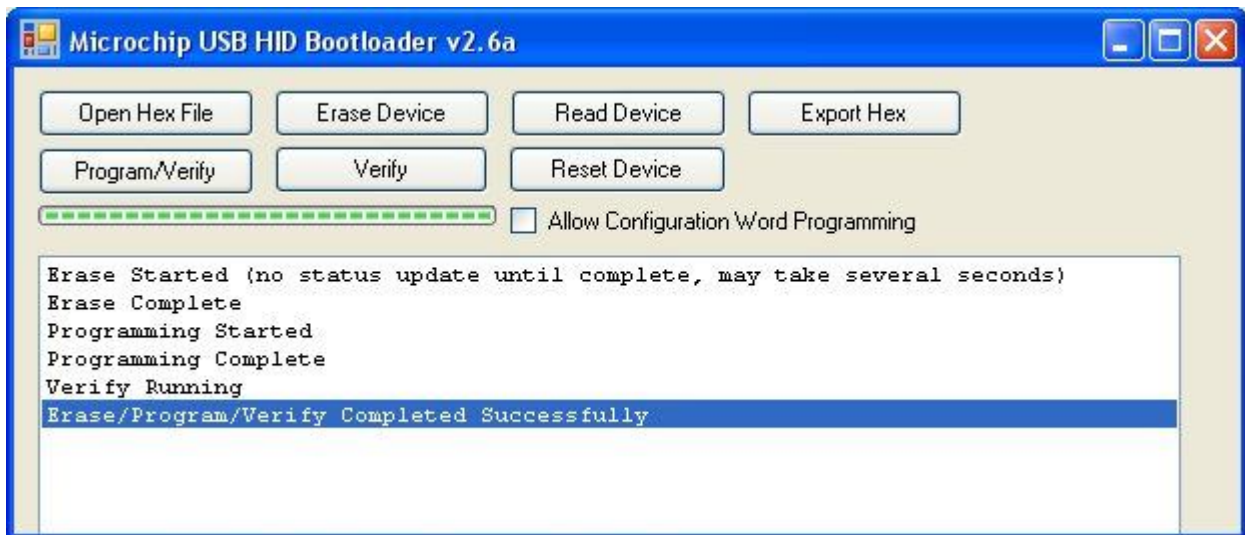 Microchip USB HID Bootloader v2.6a
Open Hex File Erase Device Read Device Export Hex
Program/Verify Verify Reset Device
Allow Configuration Word Programming
Erase Started (no status update until complete, may take several seconds)
Erase Complete
Programming Started
Programming Complete
Verify Running
Erase/Program/Verify Completed Successfully